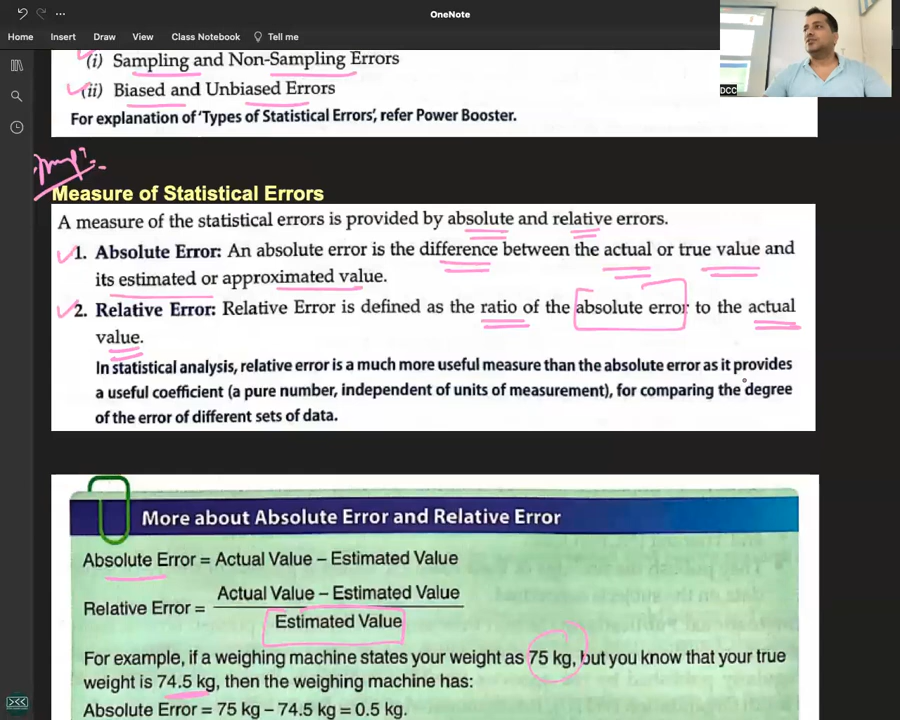 OneNote
Home Insert Draw View Class Notebook Tell me
(i) Sampling and Non-Sampling Errors
(ii) Biased and Unbiased Errors
For explanation of 'Types of Statistical Errors', refer Power Booster.
DCC
Measure of Statistical Errors
A measure of the statistical errors is provided by absolute and relative errors.
1. Absolute Error: An absolute error is the difference between the actual or true value and
its estimated or approximated value.
2. Relative Error: Relative Error is defined as the ratio of the absolute error to the actual
value.
In statistical analysis, relative error is a much more useful measure than the absolute error as it provides
a useful coefficient (a pure number, independent of units of measurement), for comparing the degree
of the error of different sets of data.
More about Absolute Error and Relative Error
Absolute Error = Actual Value – Estimated Value
Relative Error = Actual Value – Estimated Value
Estimated Value
For example, if a weighing machine states your weight as 75 kg, but you know that your true
weight is 74.5 kg, then the weighing machine has:
Absolute Error = 75 kg – 74.5 kg = 0.5 kg.